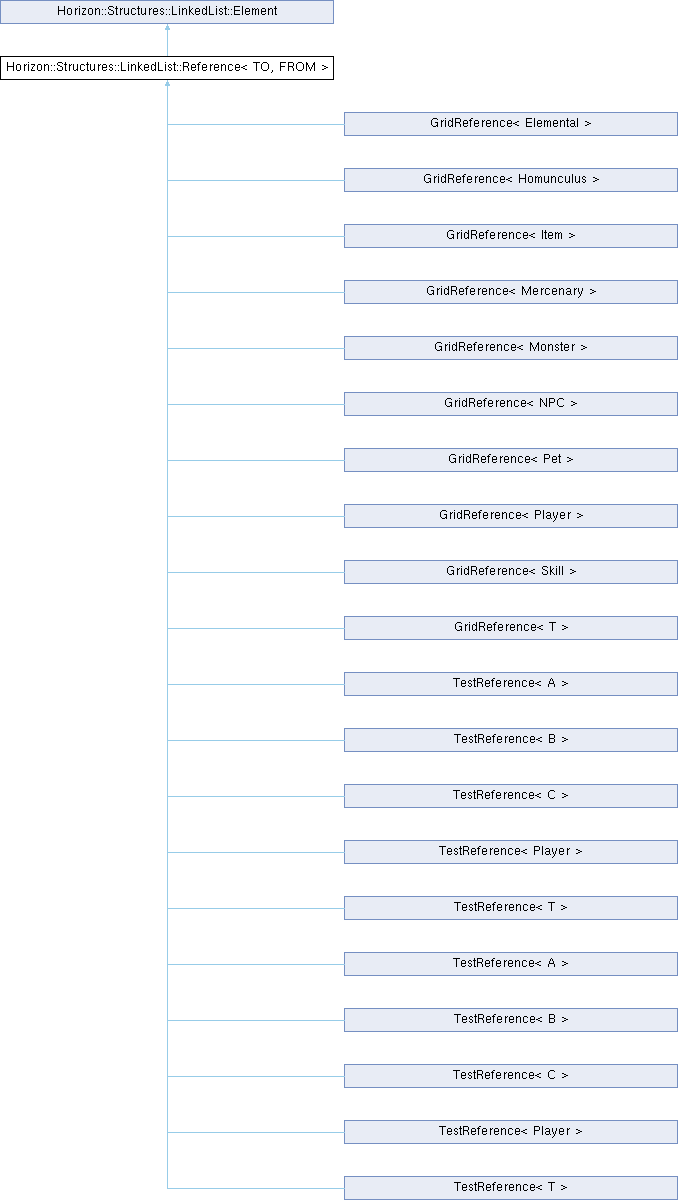 Horizon::Structures::LinkedList::Element
Horizon::Structures::LinkedList::Reference< TO, FROM >
GridReference< Elemental >
GridReference< Homunculus >
GridReference< Item >
GridReference< Mercenary >
GridReference< Monster >
GridReference< NPC >
GridReference< Pet >
GridReference< Player >
GridReference< Skill >
GridReference< T >
TestReference< A >
TestReference< B >
TestReference< C >
TestReference< Player >
TestReference< T >
TestReference< A >
TestReference< B >
TestReference< C >
TestReference< Player >
TestReference< T >